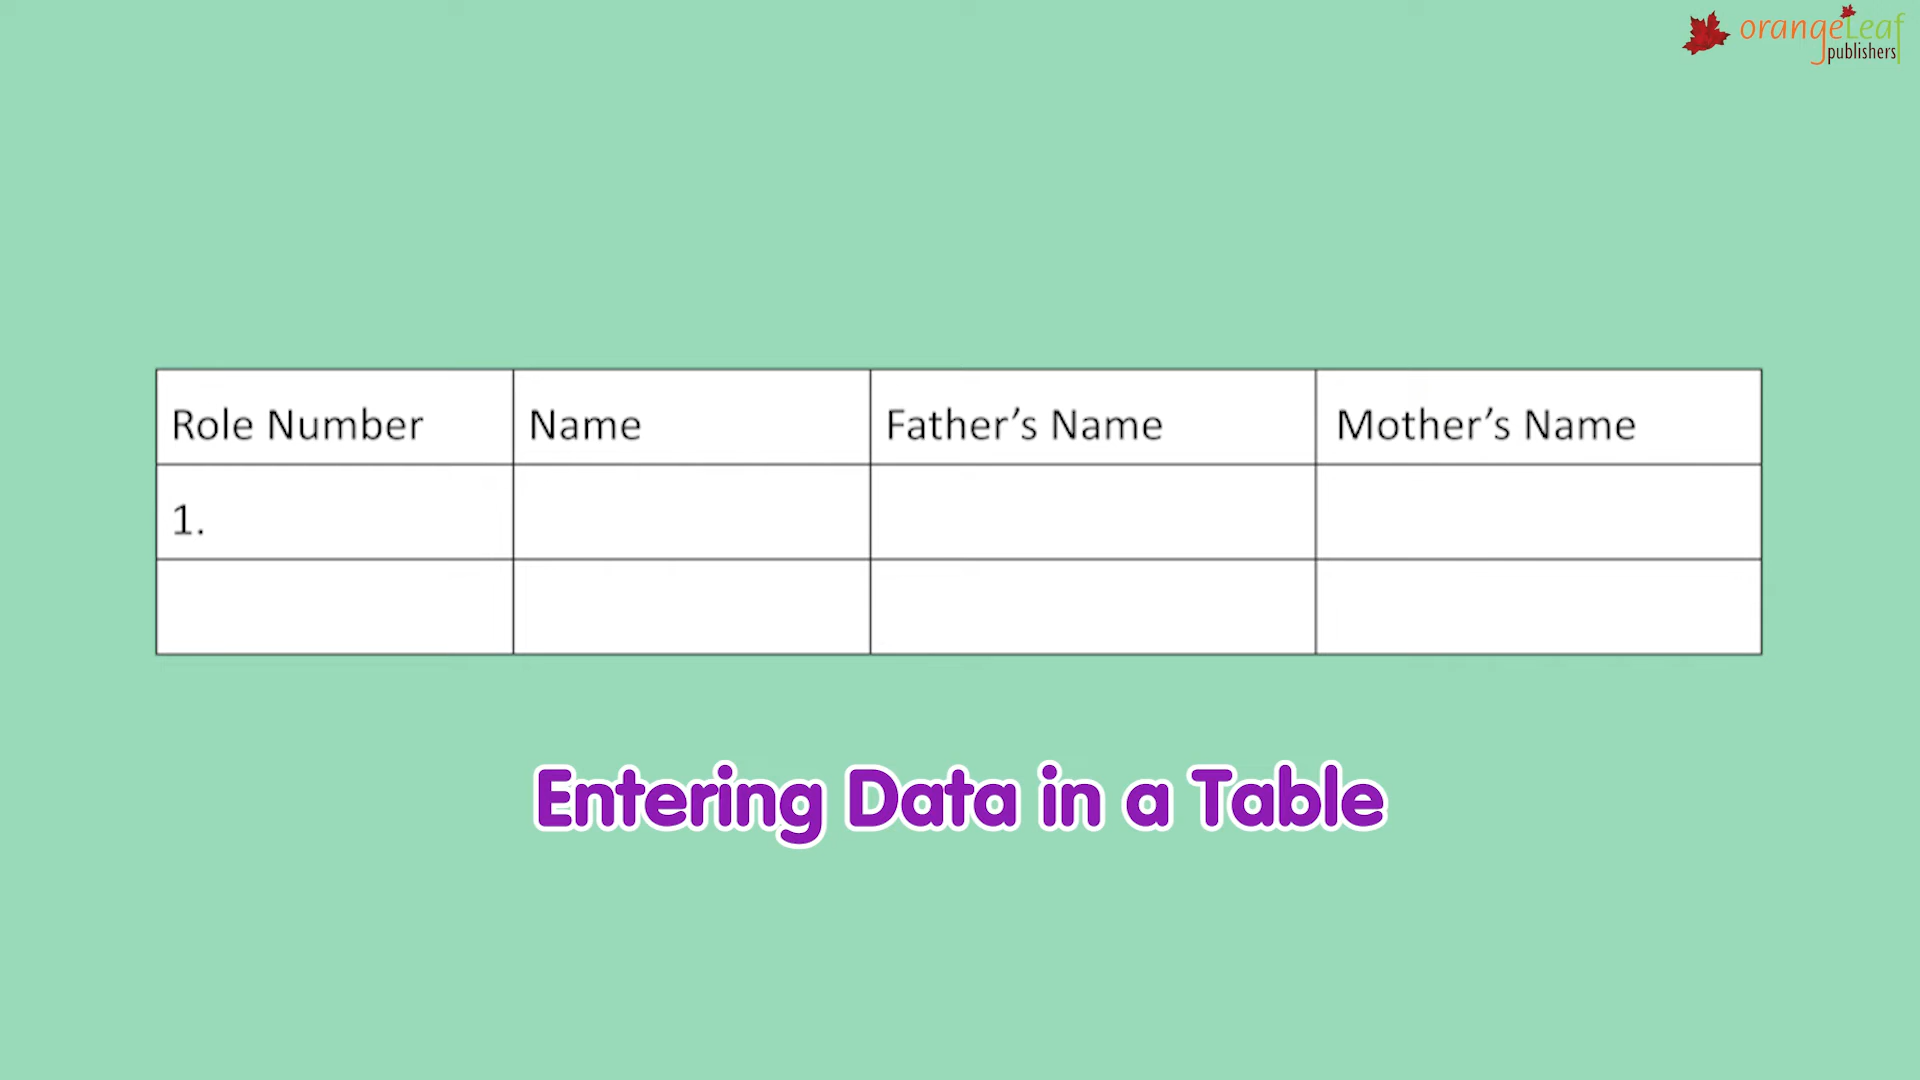 orangeLeaf
publishers
Role Number Name Father’s Name Mother’s Name
1.
Entering Data in a Table